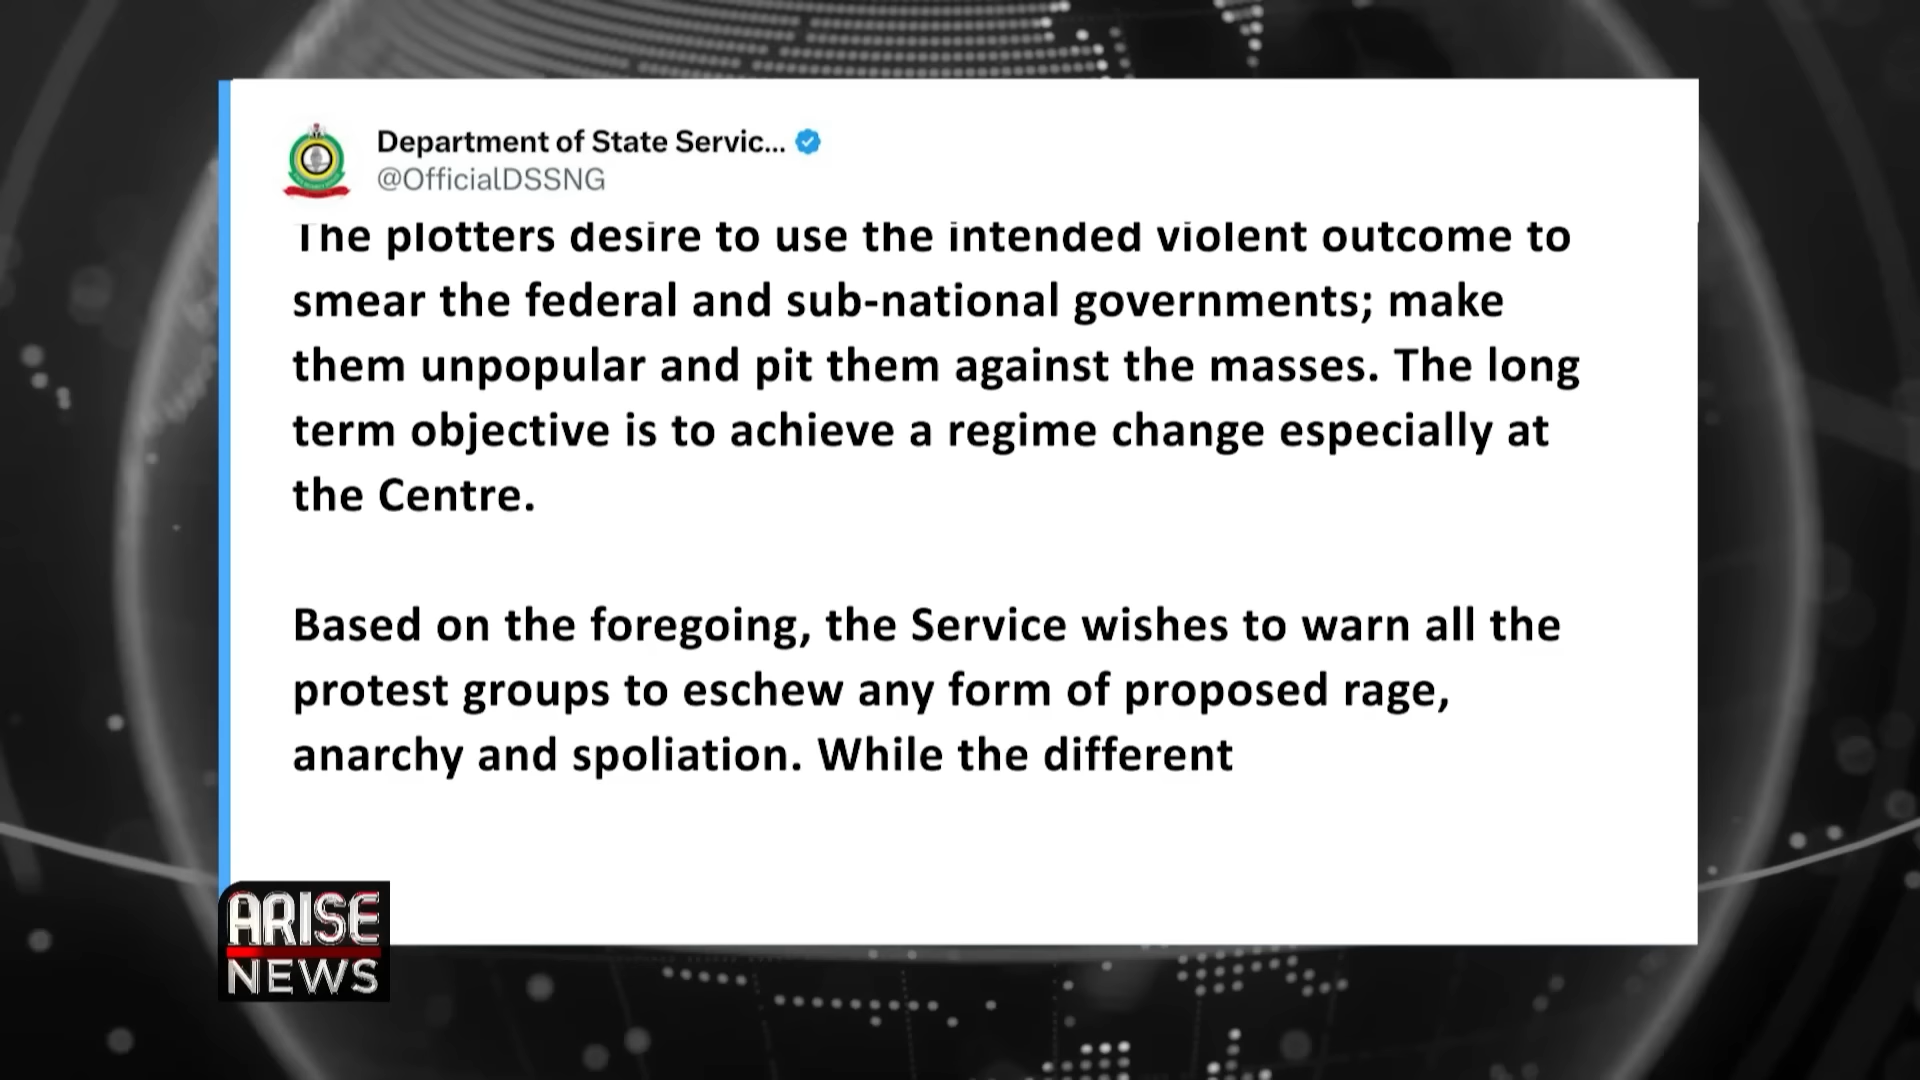 Department of State Servic...
@OfficialDSSNG
The plotters desire to use the intended violent outcome to
smear the federal and sub-national governments; make
them unpopular and pit them against the masses. The long
term objective is to achieve a regime change especially at
the Centre.
Based on the foregoing, the Service wishes to warn all the
protest groups to eschew any form of proposed rage,
anarchy and spoliation. While the different
ARISE
NEWS